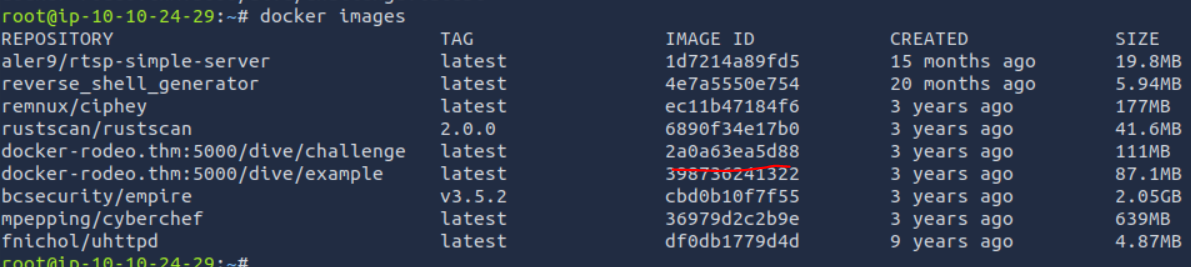 root@ip-10-10-24-29:~# docker images
REPOSITORY TAG IMAGE ID CREATED SIZE
aler9/rtsp-simple-server latest 1d7214a89fd5 15 months ago 19.8MB
reverse_shell_generator latest 4e7a5550e754 20 months ago 5.94MB
remnux/ciphey latest ec11b47184f6 3 years ago 177MB
rustscan/rustscan 2.0.0 6890f34e17b0 3 years ago 41.6MB
docker-rodeo.thm:5000/dive/challenge latest 2a0a63ea5d88 3 years ago 111MB
docker-rodeo.thm:5000/dive/example latest 398736241322 3 years ago 87.1MB
bcsecurity/empire v3.5.2 cbd0b10f7f55 3 years ago 2.05GB
mpepping/cyberchef latest 36979d2c2b9e 3 years ago 639MB
fnichol/uhttpd latest df0db1779d4d 9 years ago 4.87MB
root@ip-10-10-24-29:~#